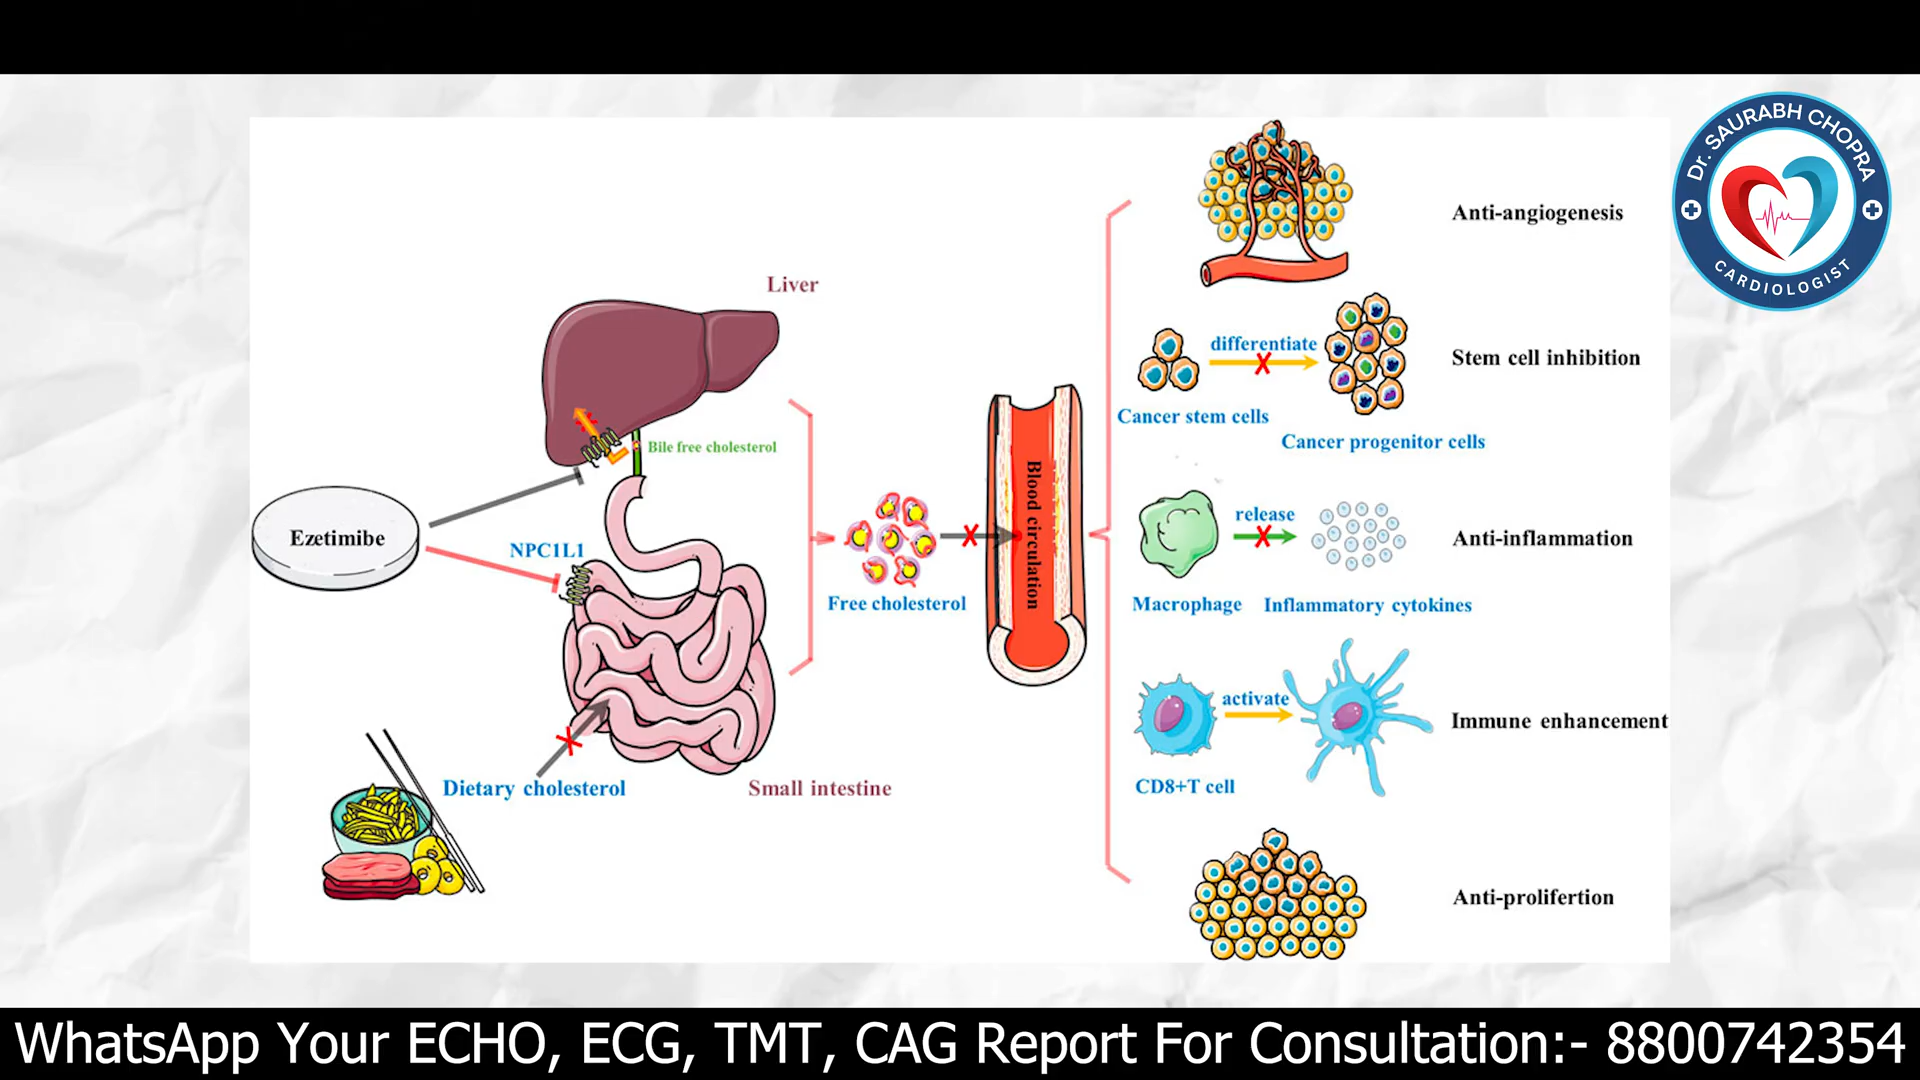 Dr. SAURABH CHOPRA
CARDIOLOGIST
Anti-angiogenesis
Liver
differentiate
Stem cell inhibition
Cancer stem cells
Cancer progenitor cells
Bile free cholesterol
Ezetimibe
NPC1L1
Blood circulation
release
Anti-inflammation
Free cholesterol
Macrophage
Inflammatory cytokines
activate
Immune enhancement
Dietary cholesterol
Small intestine
CD8+T cell
Anti-prolifertion
WhatsApp Your ECHO, ECG, TMT, CAG Report For Consultation:- 8800742354